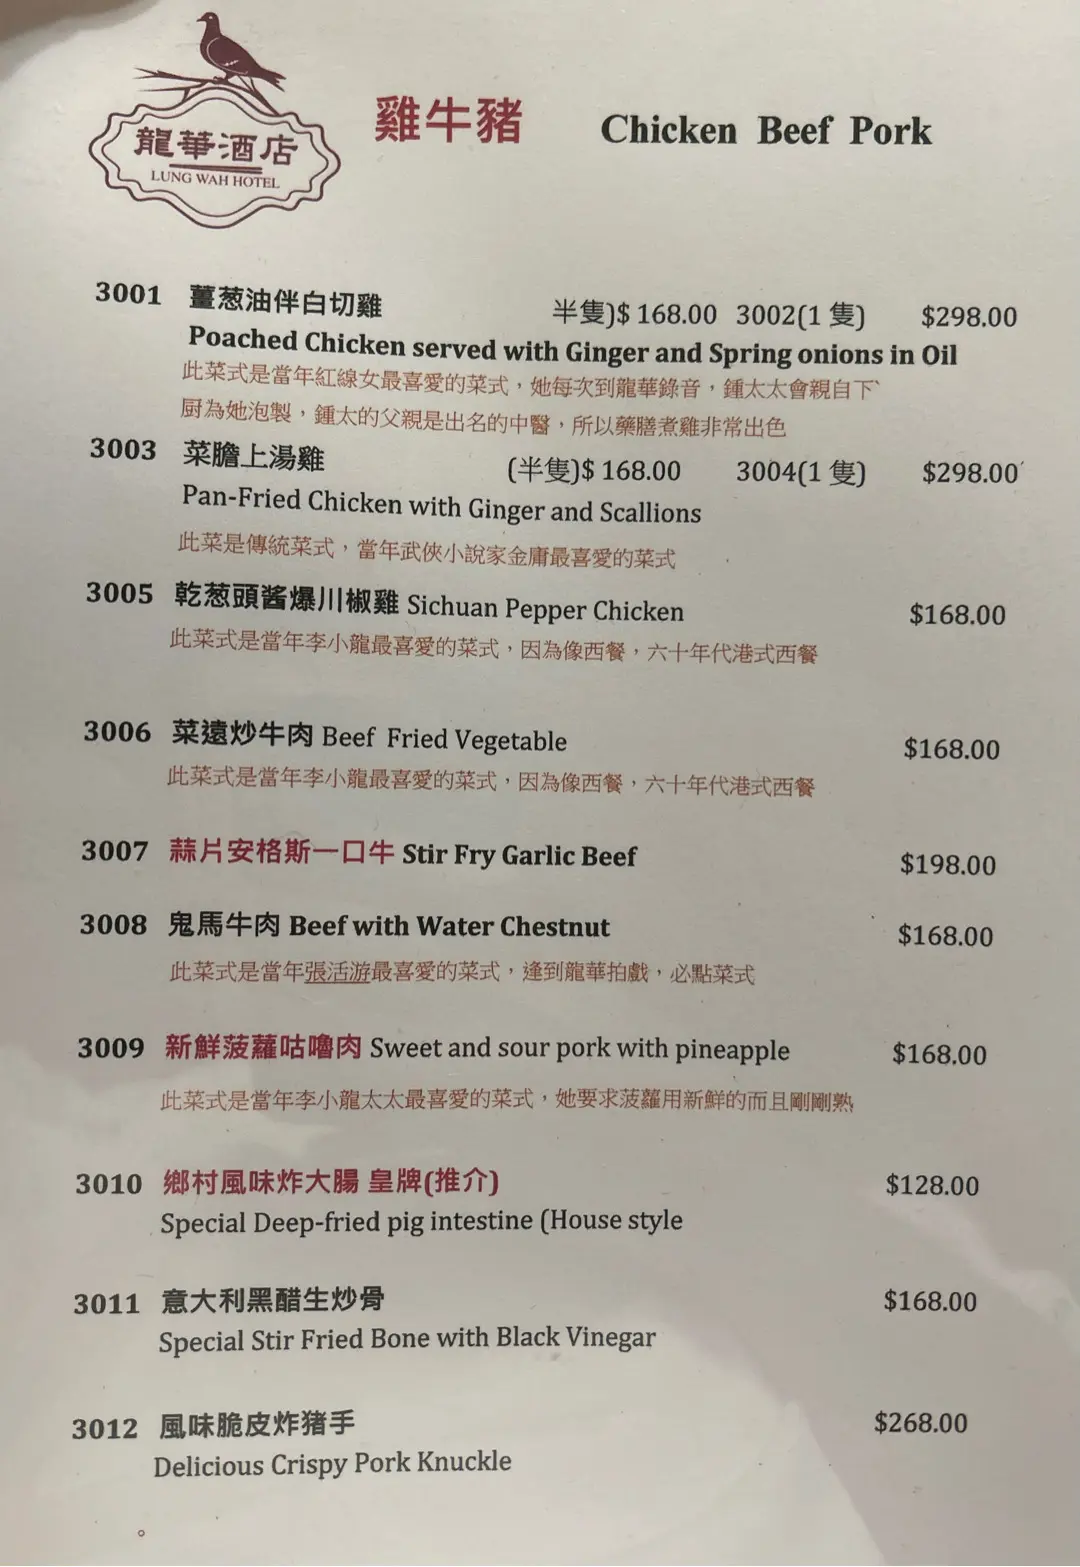 龍華酒店
LUNG WAH HOTEL
雞牛豬 Chicken Beef Pork
3001 薑葱油伴白切雞 半隻)$ 168.00 3002(1 隻) $298.00
Poached Chicken served with Ginger and Spring onions in Oil
此菜式是當年紅線女最喜愛的菜式，她每次到龍華錄音，鍾太太會親自下
厨為她泡製，鍾太的父親是出名的中醫，所以藥膳煮雞非常出色
3003 菜膽上湯雞 (半隻)$ 168.00 3004(1 隻) $298.00
Pan-Fried Chicken with Ginger and Scallions
此菜是傳統菜式，當年武俠小說家金庸最喜愛的菜式
3005 乾葱頭酱爆川椒雞 Sichuan Pepper Chicken $168.00
此菜式是當年李小龍最喜愛的菜式，因為像西餐，六十年代港式西餐
3006 菜遠炒牛肉 Beef Fried Vegetable $168.00
此菜式是當年李小龍最喜愛的菜式，因為像西餐，六十年代港式西餐
3007 蒜片安格斯一口牛 Stir Fry Garlic Beef $198.00
3008 鬼馬牛肉 Beef with Water Chestnut $168.00
此菜式是當年張活游最喜愛的菜式，逢到龍華拍戲，必點菜式
3009 新鮮菠蘿咕嚕肉 Sweet and sour pork with pineapple $168.00
此菜式是當年李小龍太太最喜愛的菜式，她要求菠蘿用新鮮的而且剛剛熟
3010 鄉村風味炸大腸 皇牌(推介) $128.00
Special Deep-fried pig intestine (House style
3011 意大利黑醋生炒骨 $168.00
Special Stir Fried Bone with Black Vinegar
3012 風味脆皮炸猪手 $268.00
Delicious Crispy Pork Knuckle
。